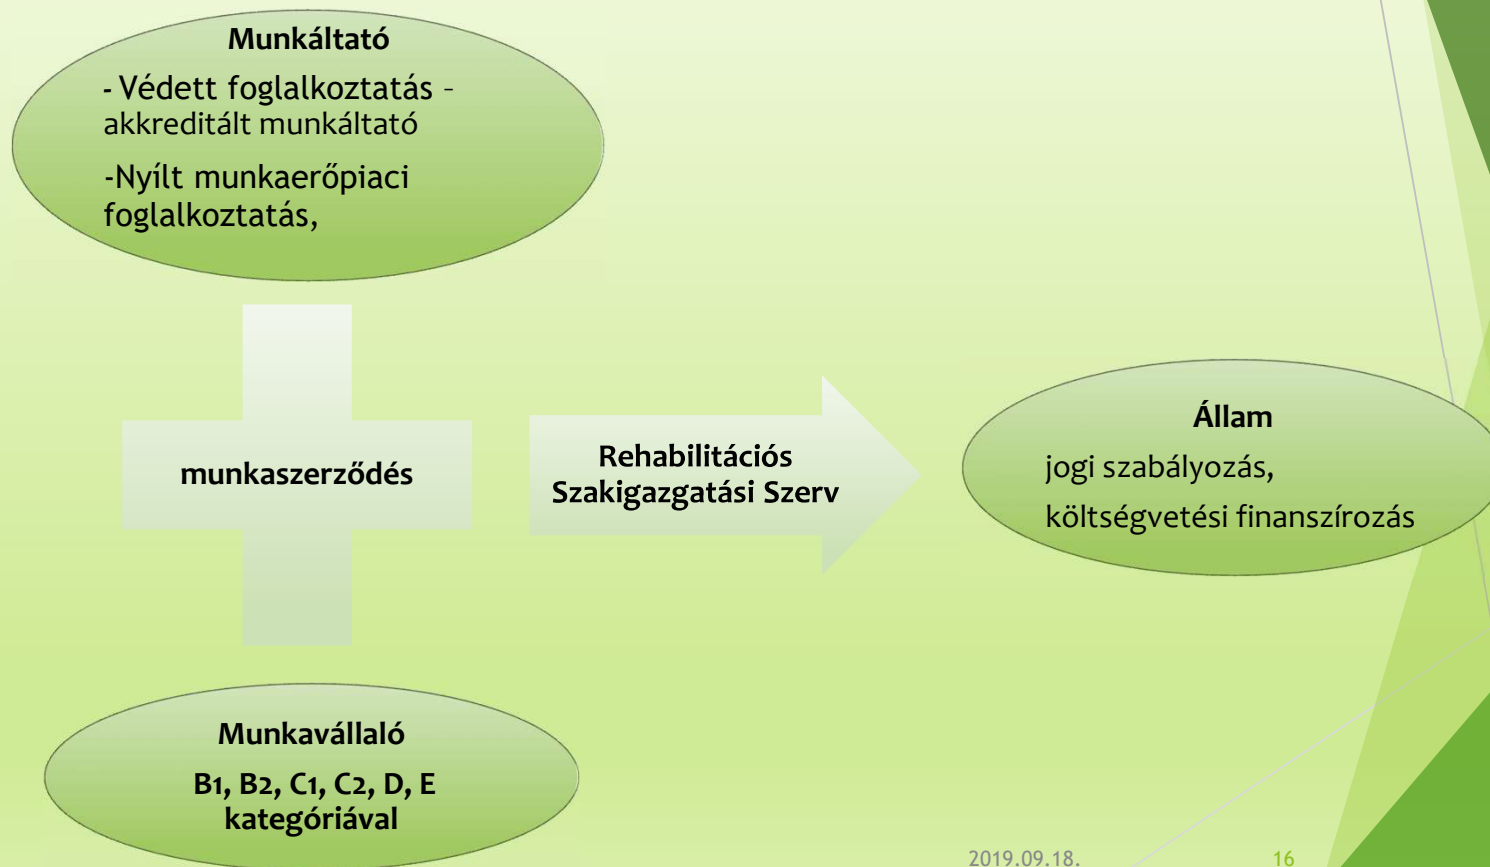 Munkáltató
- Védett foglalkoztatás –
akkreditált munkáltató
-Nyílt munkaerőpiaci
foglalkoztatás,
munkaszerződés
Rehabilitációs
Szakigazgatási Szerv
Állam
jogi szabályozás,
költségvetési finanszírozás
Munkavállaló
B1, B2, C1, C2, D, E
kategóriával
2019.09.18.
16